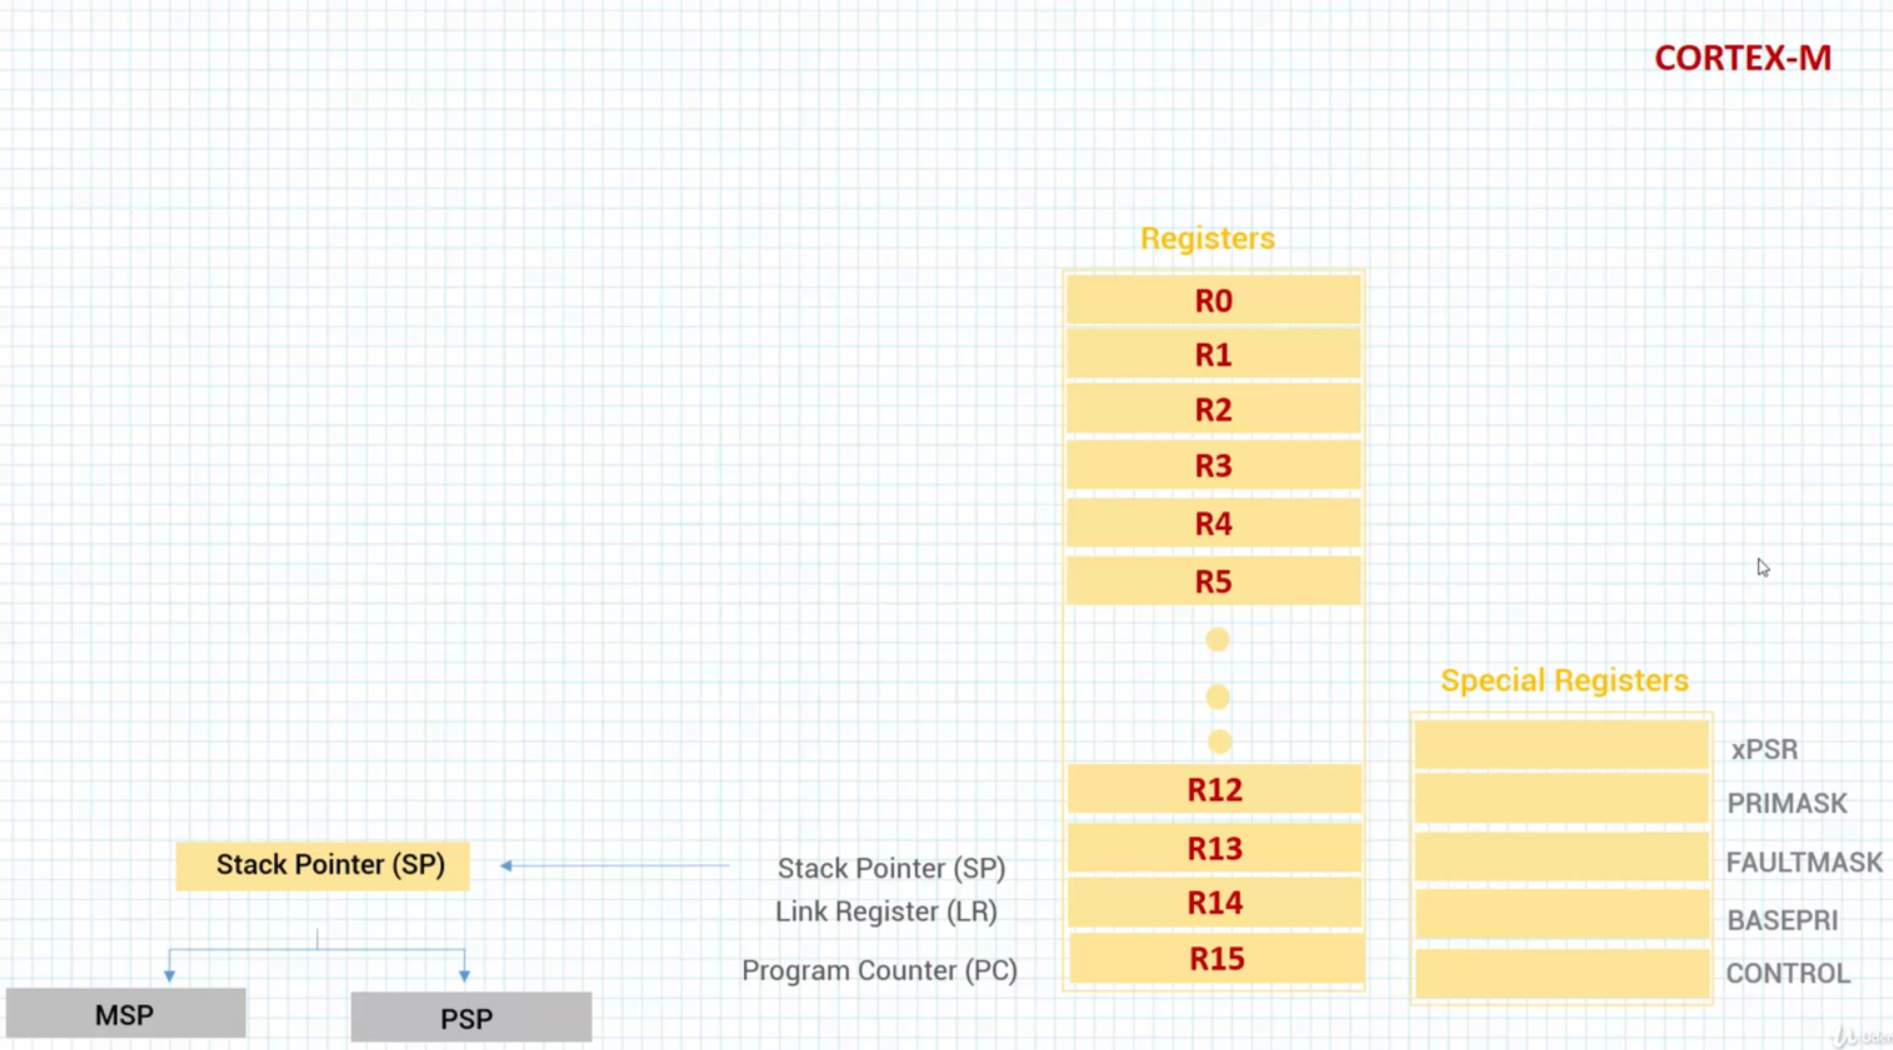 CORTEX-M
Registers
R0
R1
R2
R3
R4
R5
R12
R13
R14
R15
Stack Pointer (SP)
Link Register (LR)
Program Counter (PC)
Stack Pointer (SP)
MSP
PSP
Special Registers
xPSR
PRIMASK
FAULTMASK
BASEPRI
CONTROL